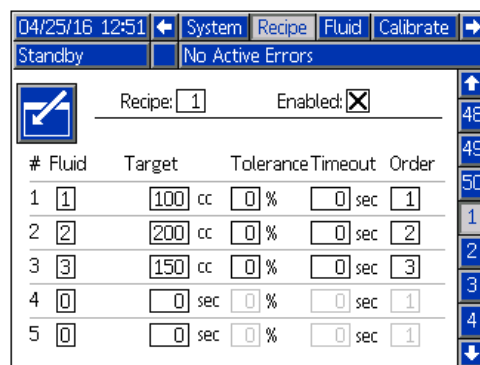 04/25/16 12:51 System Recipe Fluid Calibrate
Standby No Active Errors
Recipe: 1 Enabled:
# Fluid Target Tolerance Timeout Order
1 1 100 cc 0 % 0 sec 1
2 2 200 cc 0 % 0 sec 2
3 3 150 cc 0 % 0 sec 3
4 0 0 sec 0 % 0 sec 1
5 0 0 sec 0 % 0 sec 1
48
49
50
1
2
3
4